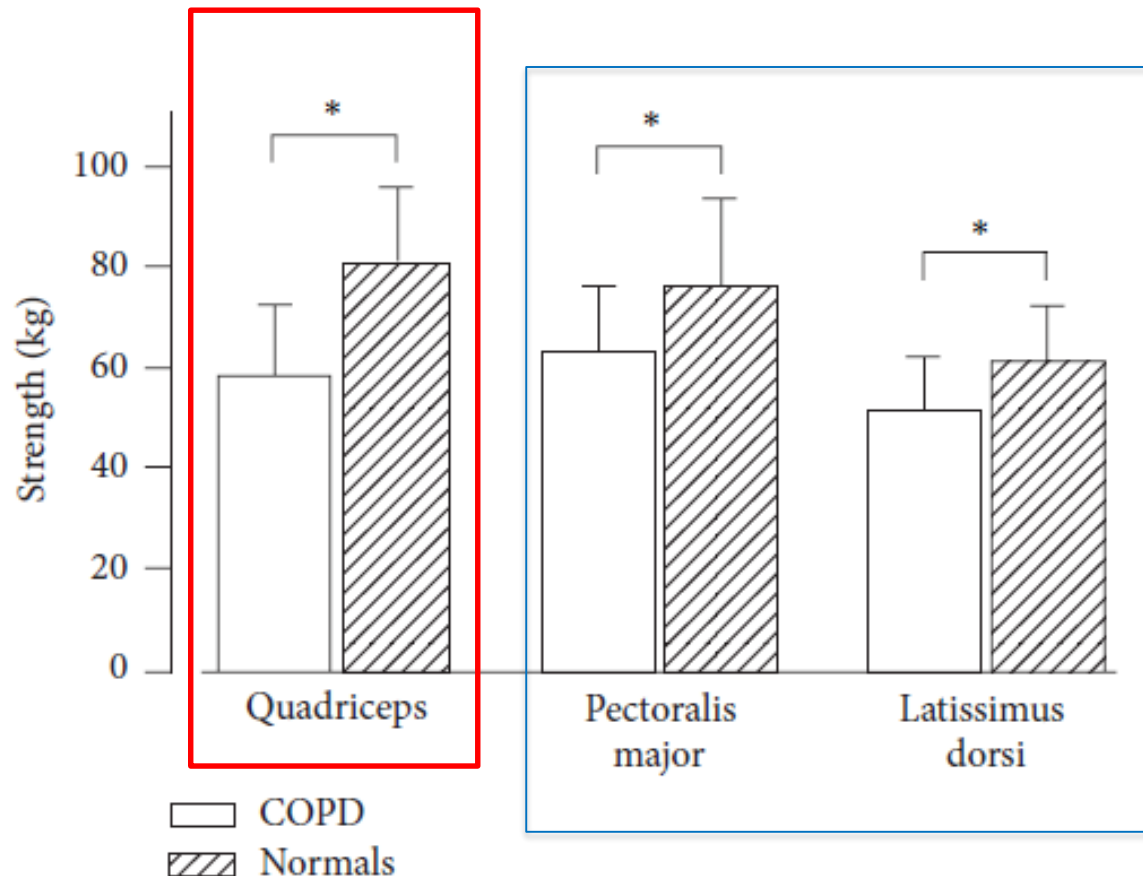 *
*
*
100
80
60
40
20
0
Strength (kg)
Quadriceps
Pectoralis
major
Latissimus
dorsi
COPD
Normals